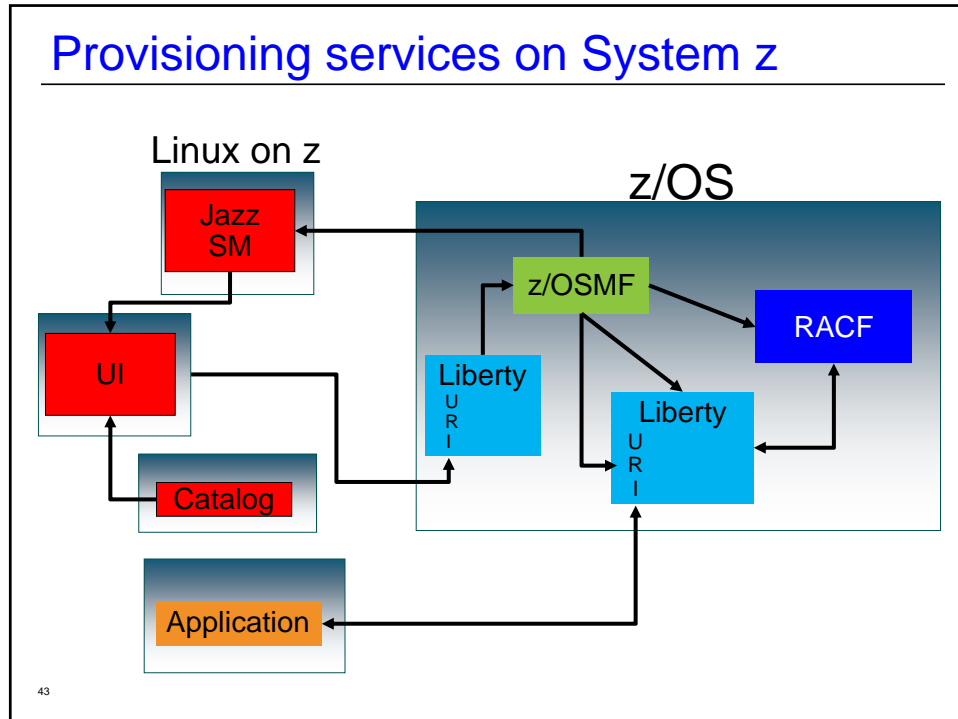 Provisioning services on System z
Linux on z
z/OS
Jazz
SM
z/OSMF
RACF
UI
Liberty
U
R
I
Liberty
U
R
I
Catalog
Application
43